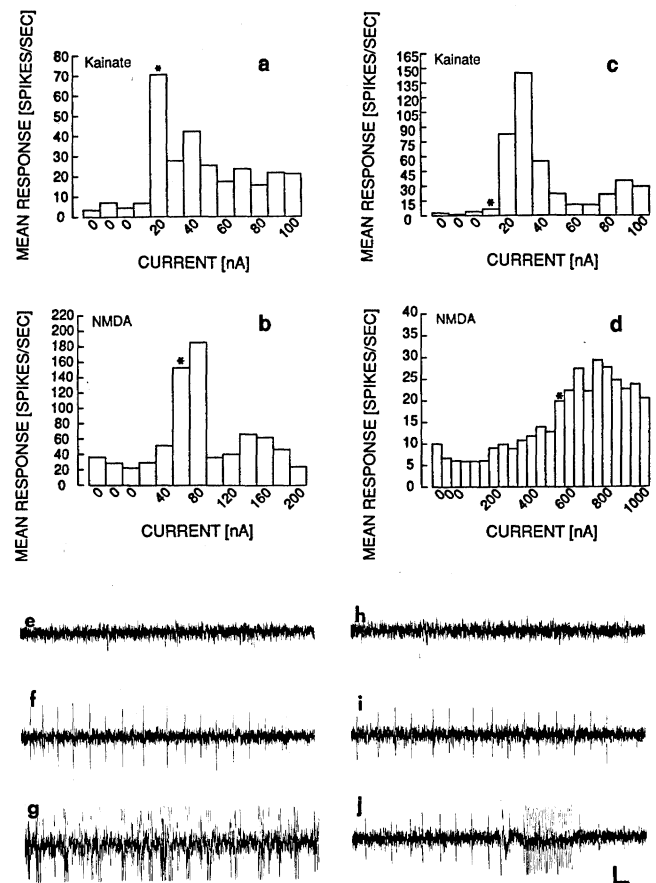 MEAN RESPONSE [SPIKES/SEC]
80
70
60
50
40
30
20
10
0
Kainate
a
*
0 0 0 20 40 60 80 100
CURRENT [nA]
MEAN RESPONSE [SPIKES/SEC]
165
150
135
120
105
90
75
60
45
30
15
0
Kainate
c
*
0 0 0 20 40 60 80 100
CURRENT [nA]
MEAN RESPONSE [SPIKES/SEC]
220
200
180
160
140
120
100
80
60
40
20
0
NMDA
b
*
0 0 0 40 80 120 160 200
CURRENT [nA]
MEAN RESPONSE [SPIKES/SEC]
40
35
30
25
20
15
10
5
0
NMDA
d
*
0 0 0 200 400 600 800 1000
CURRENT [nA]
e
h
f
i
g
j